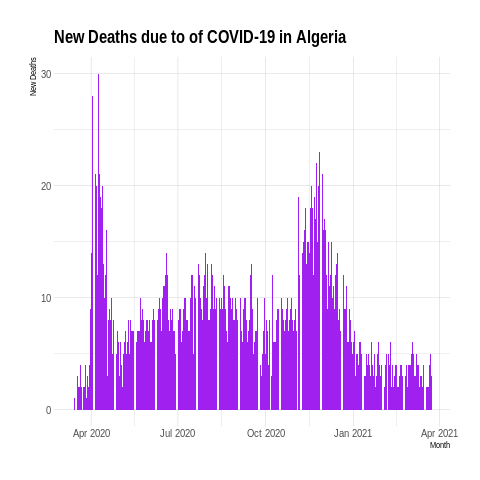 New Deaths due to of COVID-19 in Algeria
New Deaths
30
20
10
0
Apr 2020 Jul 2020 Oct 2020 Jan 2021 Apr 2021
Month